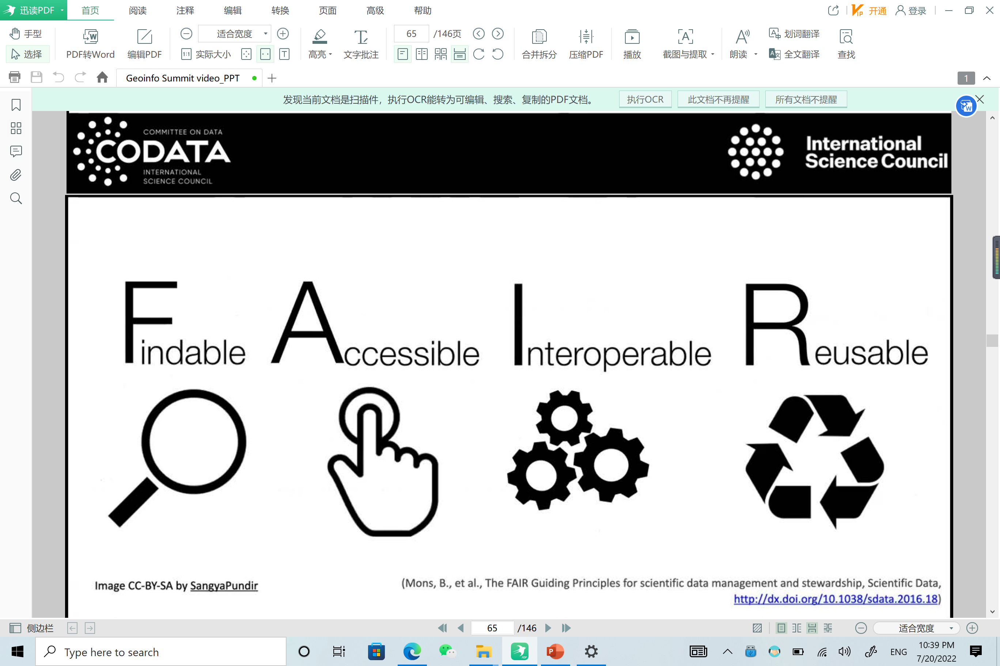 迅读PDF 首页 阅读 注释 编辑 转换 页面 高级 帮助 VIP 开通 登录
手型 适合宽度 65 /146页 划词翻译
选择 PDF转Word 编辑PDF 1:1 实际大小 高亮 文字批注 合并拆分 压缩PDF 播放 截图与提取 朗读 全文翻译 查找
Geoinfo Summit video_PPT 1
发现当前文档是扫描件，执行OCR能转为可编辑、搜索、复制的PDF文档。 执行OCR 此文档不再提醒 所有文档不提醒
COMMITTEE ON DATA
CODATA
INTERNATIONAL
SCIENCE COUNCIL
International
Science Council
Findable Accessible Interoperable Reusable
Image CC-BY-SA by SangyaPundir
(Mons, B., et al., The FAIR Guiding Principles for scientific data management and stewardship, Scientific Data,
http://dx.doi.org/10.1038/sdata.2016.18)
侧边栏 65 /146 适合宽度
Type here to search ENG 10:39 PM
7/20/2022